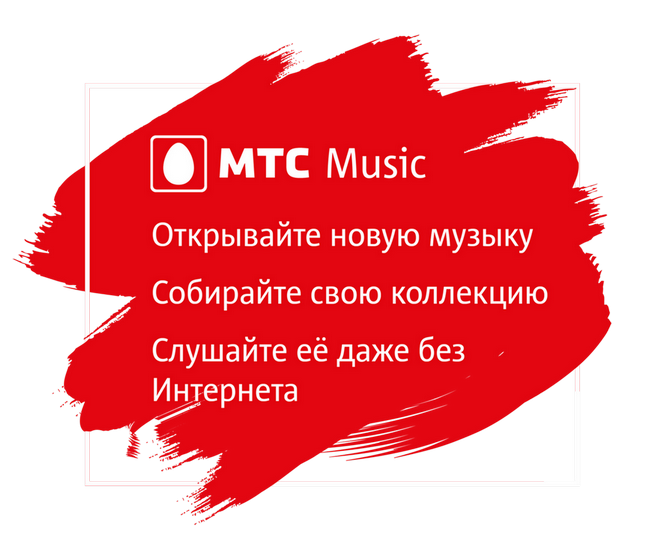 МТС Music
Открывайте новую музыку
Собирайте свою коллекцию
Слушайте её даже без
Интернета